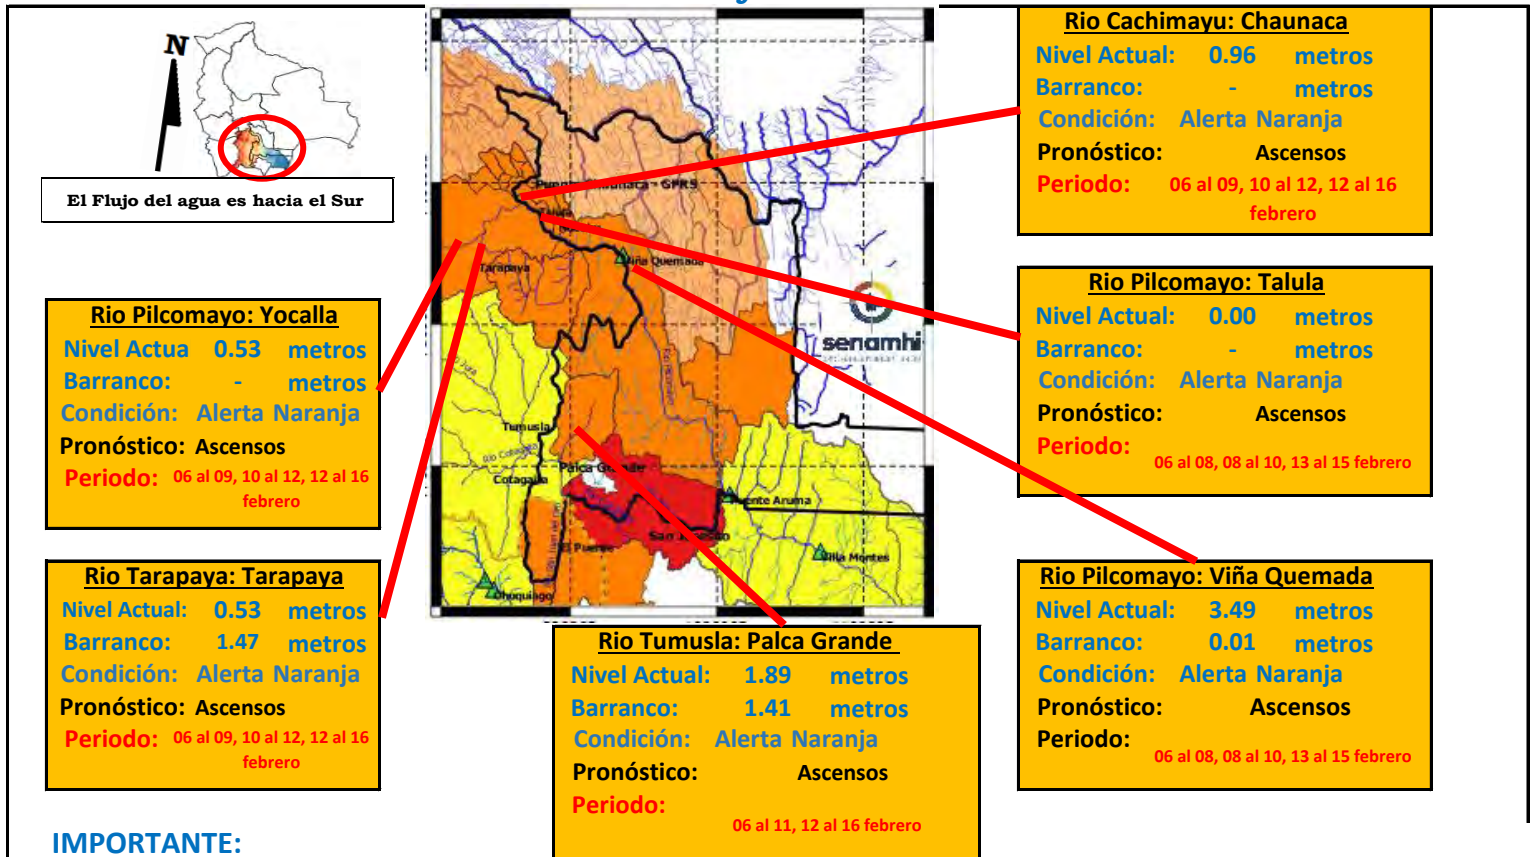 N
El Flujo del agua es hacia el Sur
Rio Pilcomayo: Yocalla
Nivel Actua 0.53 metros
Barranco: - metros
Condición: Alerta Naranja
Pronóstico: Ascensos
Periodo: 06 al 09, 10 al 12, 12 al 16
febrero
Rio Tarapaya: Tarapaya
Nivel Actual: 0.53 metros
Barranco: 1.47 metros
Condición: Alerta Naranja
Pronóstico: Ascensos
Periodo: 06 al 09, 10 al 12, 12 al 16
febrero
IMPORTANTE:
Talula
Viña Quemada
Tarapaya
senamhi
Tumusla
Rio Cotagaita
Palca Grande
Cotagaita
Puente Aruma
El Puente
Villa Montes
Chuquiago
Rio Tumusla: Palca Grande
Nivel Actual: 1.89 metros
Barranco: 1.41 metros
Condición: Alerta Naranja
Pronóstico: Ascensos
Periodo:
06 al 11, 12 al 16 febrero
Rio Cachimayu: Chaunaca
Nivel Actual: 0.96 metros
Barranco: - metros
Condición: Alerta Naranja
Pronóstico: Ascensos
Periodo: 06 al 09, 10 al 12, 12 al 16
febrero
Rio Pilcomayo: Talula
Nivel Actual: 0.00 metros
Barranco: - metros
Condición: Alerta Naranja
Pronóstico: Ascensos
Periodo:
06 al 08, 08 al 10, 13 al 15 febrero
Rio Pilcomayo: Viña Quemada
Nivel Actual: 3.49 metros
Barranco: 0.01 metros
Condición: Alerta Naranja
Pronóstico: Ascensos
Periodo:
06 al 08, 08 al 10, 13 al 15 febrero